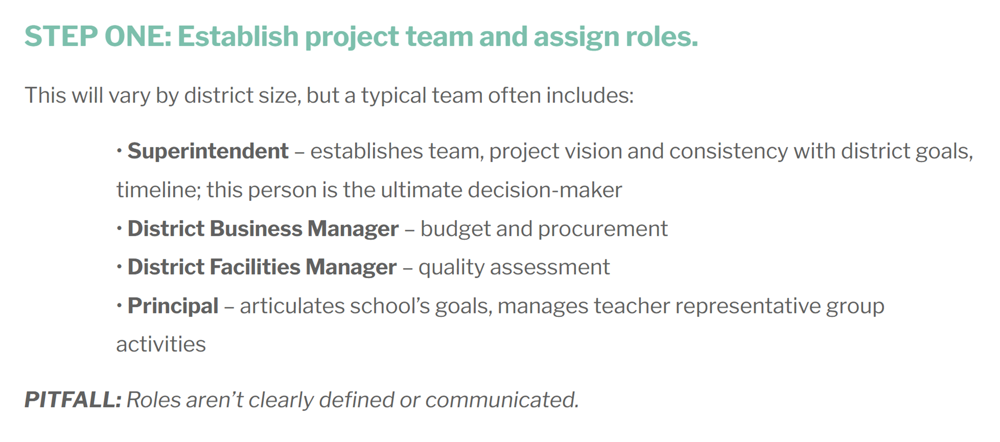 STEP ONE: Establish project team and assign roles.
This will vary by district size, but a typical team often includes:
• Superintendent – establishes team, project vision and consistency with district goals,
timeline; this person is the ultimate decision-maker
• District Business Manager – budget and procurement
• District Facilities Manager – quality assessment
• Principal – articulates school’s goals, manages teacher representative group
activities
PITFALL: Roles aren’t clearly defined or communicated.